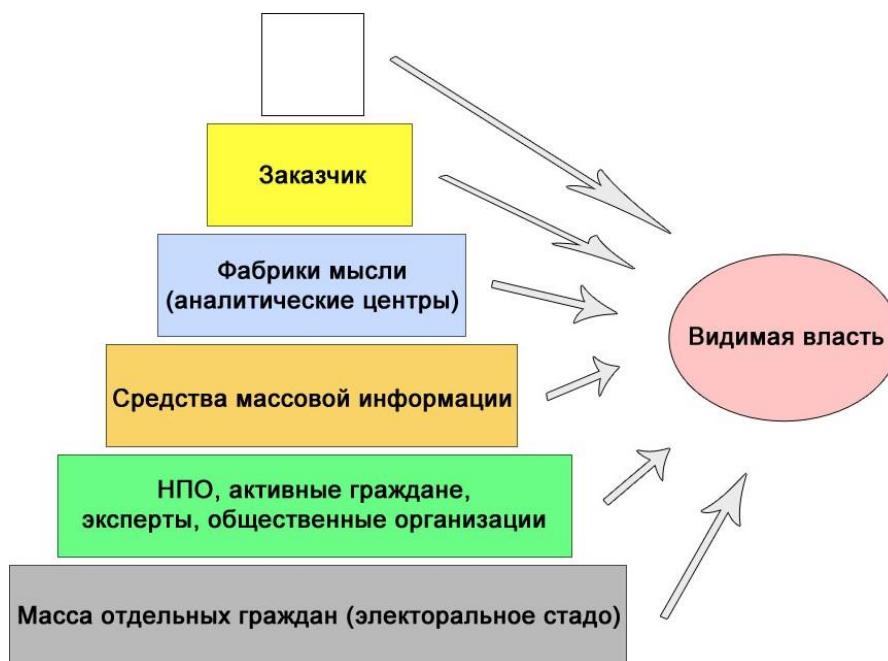 Заказчик
Фабрики мысли
(аналитические центры)
Видимая власть
Средства массовой информации
НПО, активные граждане,
эксперты, общественные организации
Масса отдельных граждан (электоральное стадо)